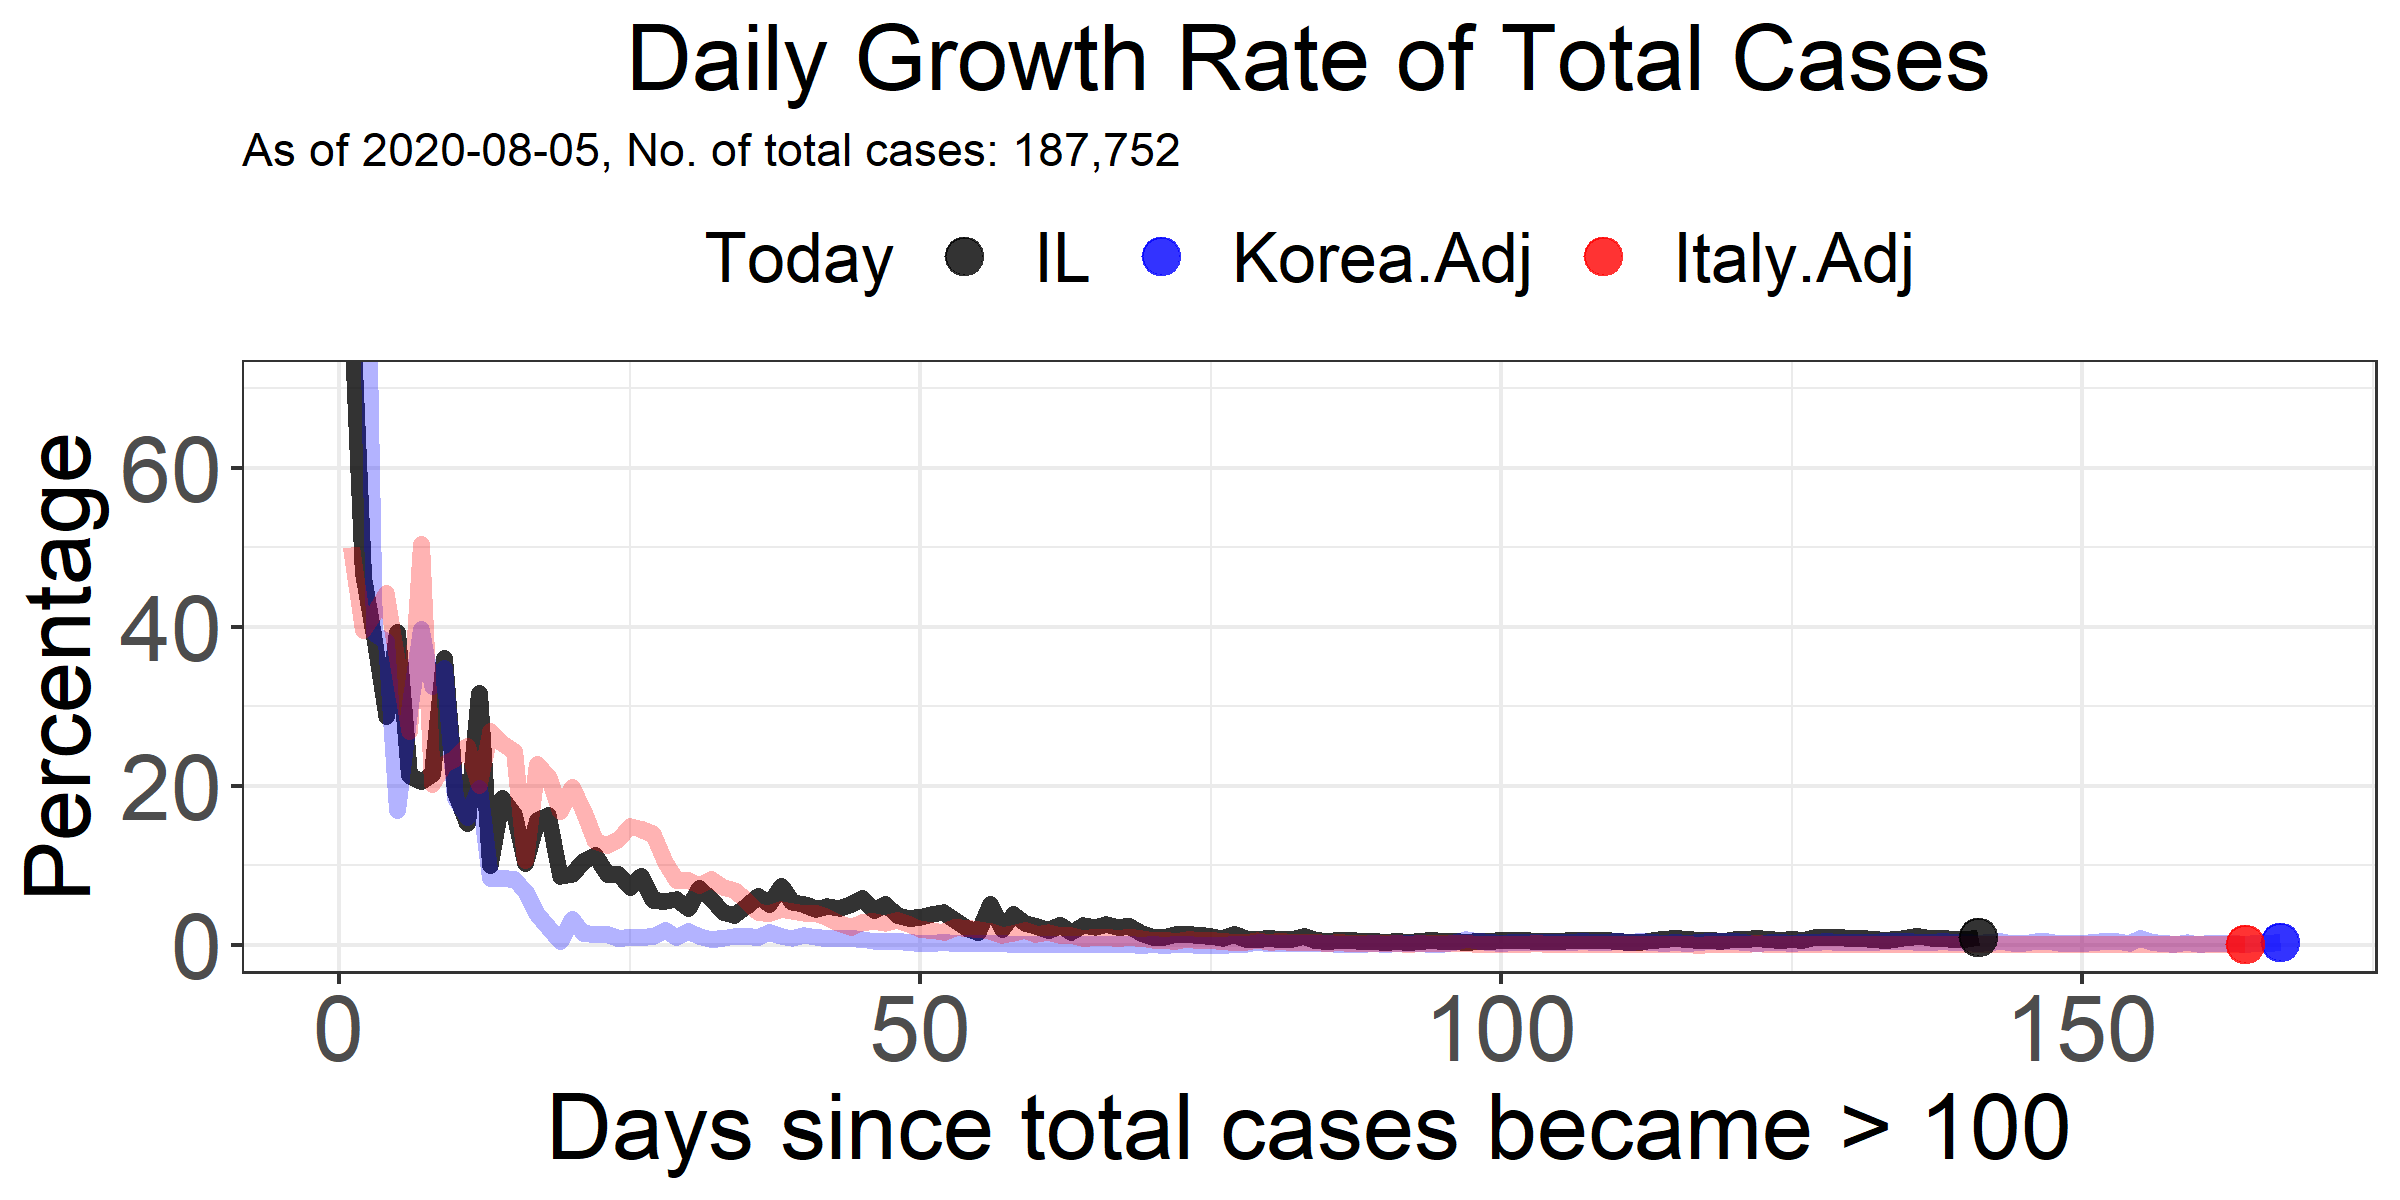 Daily Growth Rate of Total Cases
As of 2020-08-05, No. of total cases: 187,752
Today IL Korea.Adj Italy.Adj
Percentage
60
40
20
0
0 50 100 150
Days since total cases became > 100